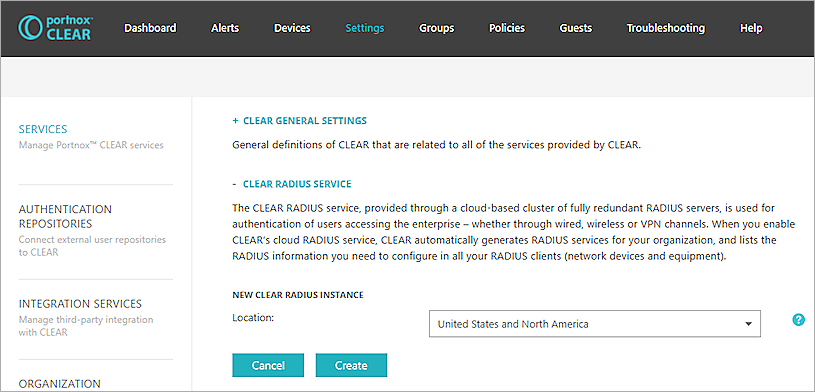 portnox™
CLEAR
Dashboard
Alerts
Devices
Settings
Groups
Policies
Guests
Troubleshooting
Help
SERVICES
Manage Portnox™ CLEAR services
AUTHENTICATION
REPOSITORIES
Connect external user repositories
to CLEAR
INTEGRATION SERVICES
Manage third-party integration
with CLEAR
ORGANIZATION
+ CLEAR GENERAL SETTINGS
General definitions of CLEAR that are related to all of the services provided by CLEAR.
- CLEAR RADIUS SERVICE
The CLEAR RADIUS service, provided through a cloud-based cluster of fully redundant RADIUS servers, is used for
authentication of users accessing the enterprise – whether through wired, wireless or VPN channels. When you enable
CLEAR's cloud RADIUS service, CLEAR automatically generates RADIUS services for your organization, and lists the
RADIUS information you need to configure in all your RADIUS clients (network devices and equipment).
NEW CLEAR RADIUS INSTANCE
Location:
United States and North America
?
Cancel
Create